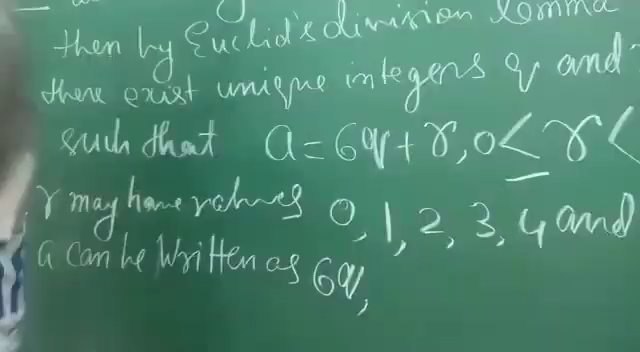 then by Euclid's division lemma
there exist unique integers q and
such that a = 6q + r, 0 ≤ r <
r may have values 0, 1, 2, 3, 4 and
a can be written as 6q,